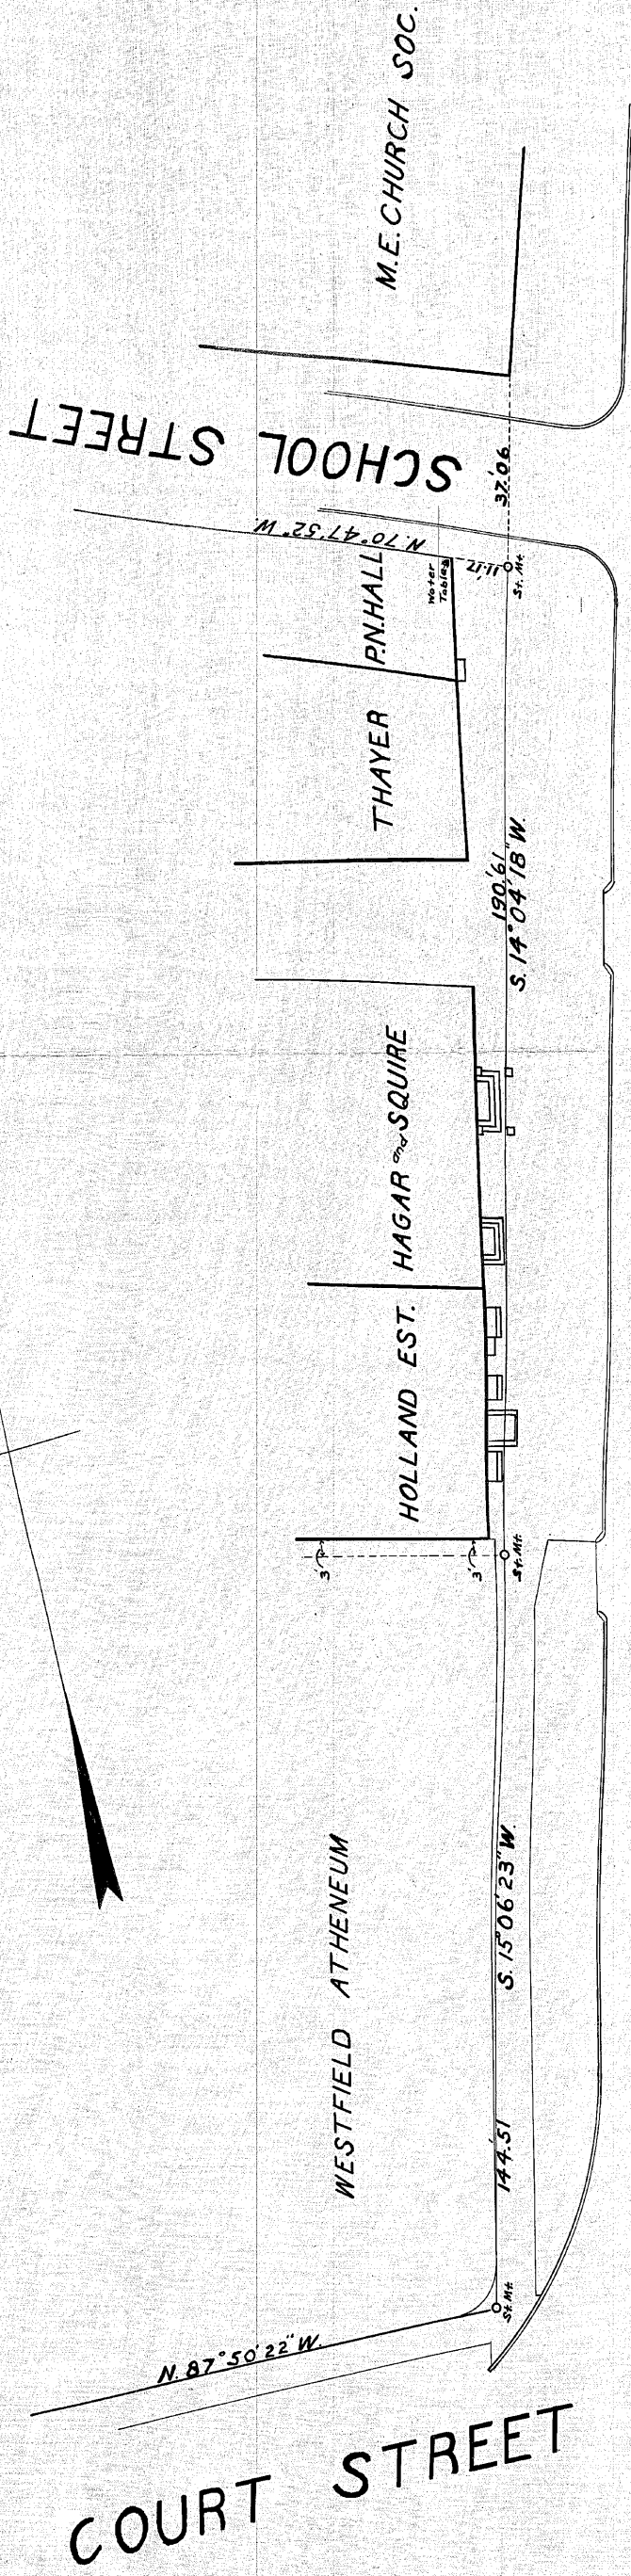 M.E. CHURCH SOC.
SCHOOL STREET
37.'06
N. 70° 47.' 52" W.
11.'17
St. Mt.
Water
Table
P.N. HALL
THAYER
190.'61
S. 14° 04' 18" W.
HAGAR and SQUIRE
HOLLAND EST.
3'
3'
St. Mt.
WESTFIELD ATHENEUM
S. 15° 06' 23" W.
144.'51
St. Mt.
N. 87° 50' 22" W.
COURT STREET